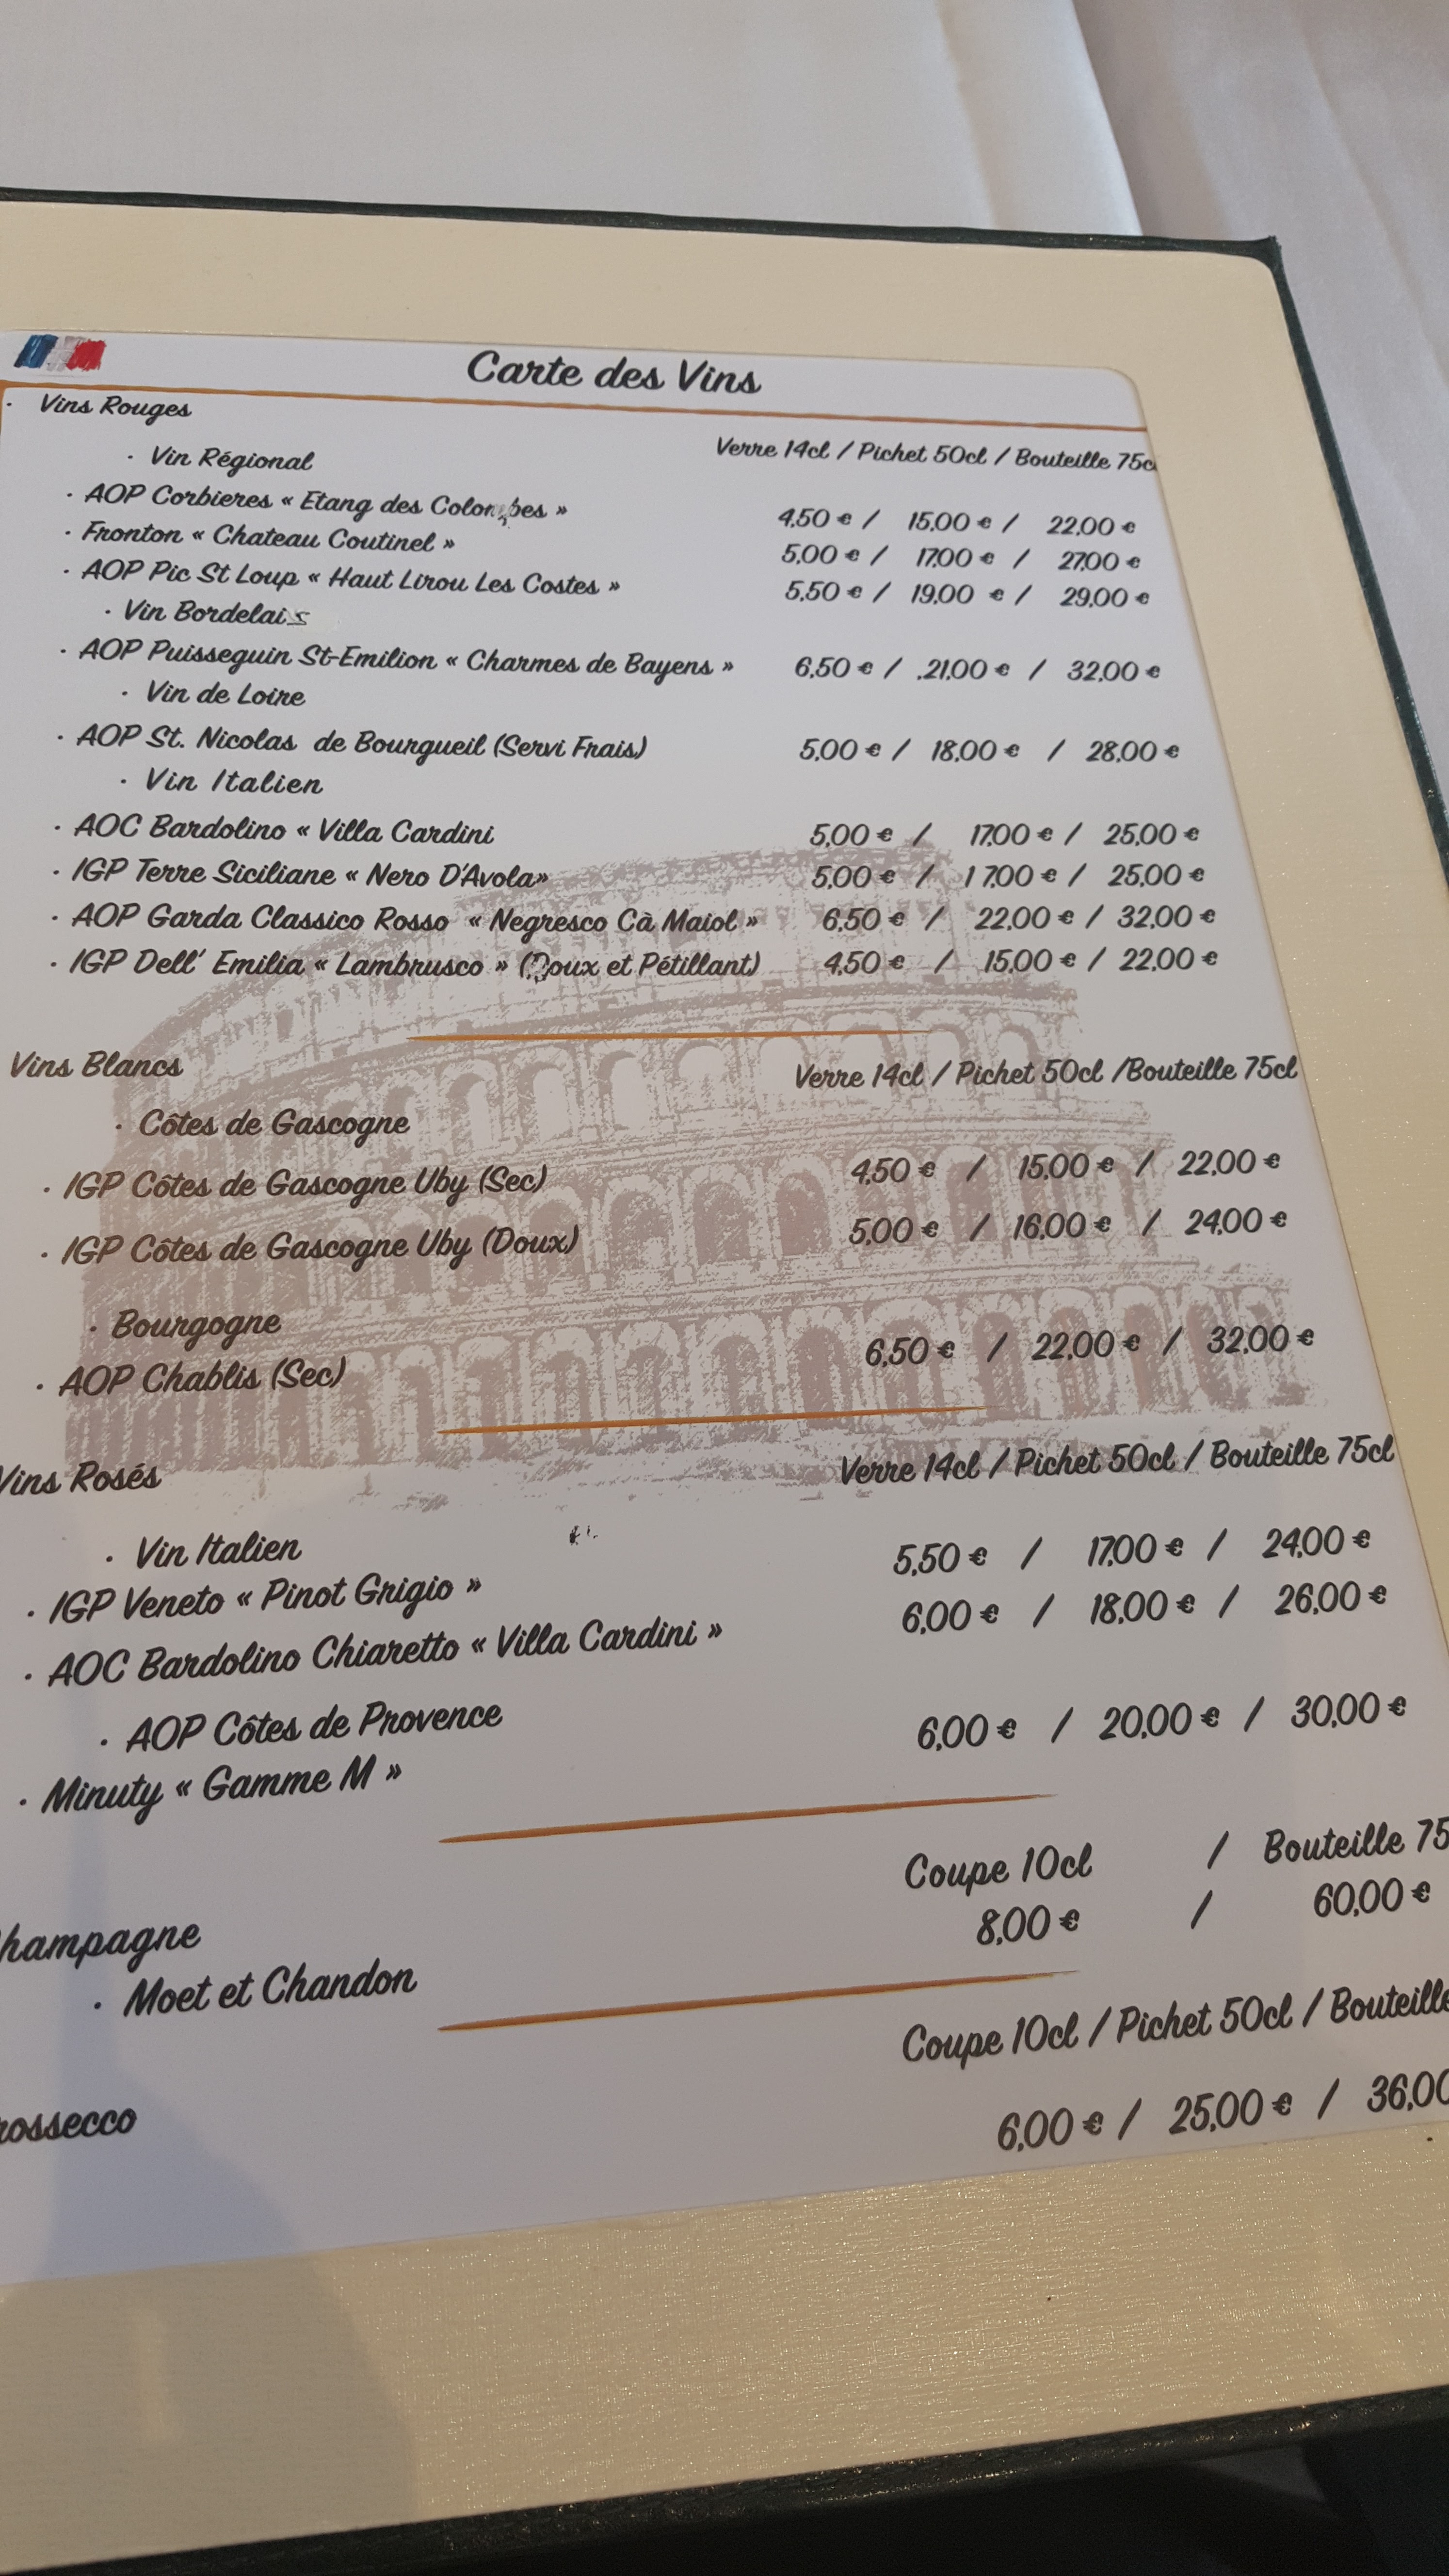 Carte des Vins
· Vins Rouges
· Vin Régional Verre 14cl / Pichet 50cl / Bouteille 75c
· AOP Corbieres « Etang des Colombes » 4,50 € / 15,00 € / 22,00 €
· Fronton « Chateau Coutinel » 5,00 € / 17,00 € / 27,00 €
· AOP Pic St Loup « Haut Lirou Les Costes » 5,50 € / 19,00 € / 29,00 €
· Vin Bordelais
· AOP Puisseguin St-Emilion « Charmes de Bayens » 6,50 € / .21,00 € / 32,00 €
· Vin de Loire
· AOP St. Nicolas de Bourgueil (Servi Frais) 5,00 € / 18,00 € / 28,00 €
· Vin Italien
· AOC Bardolino « Villa Cardini 5,00 € / 17,00 € / 25,00 €
· IGP Terre Siciliane « Nero D'Avola» 5,00 € / 1 7,00 € / 25,00 €
· AOP Garda Classico Rosso « Negresco Cà Maiol » 6,50 € / 22,00 € / 32,00 €
· IGP Dell' Emilia « Lambrusco » (Doux et Pétillant) 4,50 € / 15,00 € / 22,00 €
Vins Blancs Verre 14cl / Pichet 50cl /Bouteille 75cl
· Côtes de Gascogne
· IGP Côtes de Gascogne Uby (Sec) 4,50 € / 15,00 € / 22,00 €
· IGP Côtes de Gascogne Uby (Doux) 5,00 € / 16,00 € / 24,00 €
· Bourgogne
· AOP Chablis (Sec) 6,50 € / 22,00 € / 32,00 €
Vins Rosés Verre 14cl / Pichet 50cl / Bouteille 75cl
· Vin Italien
· IGP Veneto « Pinot Grigio » 5,50 € / 17,00 € / 24,00 €
· AOC Bardolino Chiaretto « Villa Cardini » 6,00 € / 18,00 € / 26,00 €
· AOP Côtes de Provence
· Minuty « Gamme M » 6,00 € / 20,00 € / 30,00 €
Coupe 10cl / Bouteille 75
hampagne
· Moet et Chandon 8,00 € / 60,00 €
Coupe 10cl / Pichet 50cl / Bouteille
rossecco 6,00 € / 25,00 € / 36,00